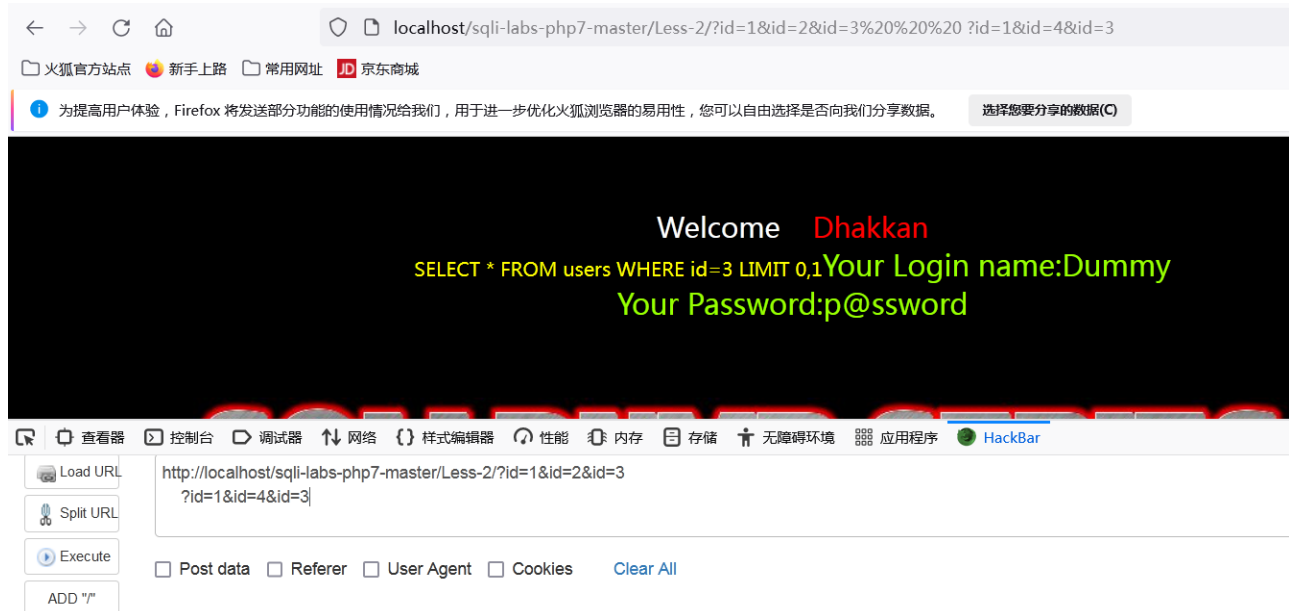 localhost/sqli-labs-php7-master/Less-2/?id=1&id=2&id=3%20%20%20 ?id=1&id=4&id=3
火狐官方站点 新手上路 常用网址 JD 京东商城
为提高用户体验，Firefox 将发送部分功能的使用情况给我们，用于进一步优化火狐浏览器的易用性，您可以自由选择是否向我们分享数据。 选择您要分享的数据(C)
Welcome Dhakkan
SELECT * FROM users WHERE id=3 LIMIT 0,1Your Login name:Dummy
Your Password:p@ssword
查看器 控制台 调试器 网络 样式编辑器 性能 内存 存储 无障碍环境 应用程序 HackBar
Load URL http://localhost/sqli-labs-php7-master/Less-2/?id=1&id=2&id=3
?id=1&id=4&id=3
Split URL
Execute Post data Referer User Agent Cookies Clear All
ADD "/"